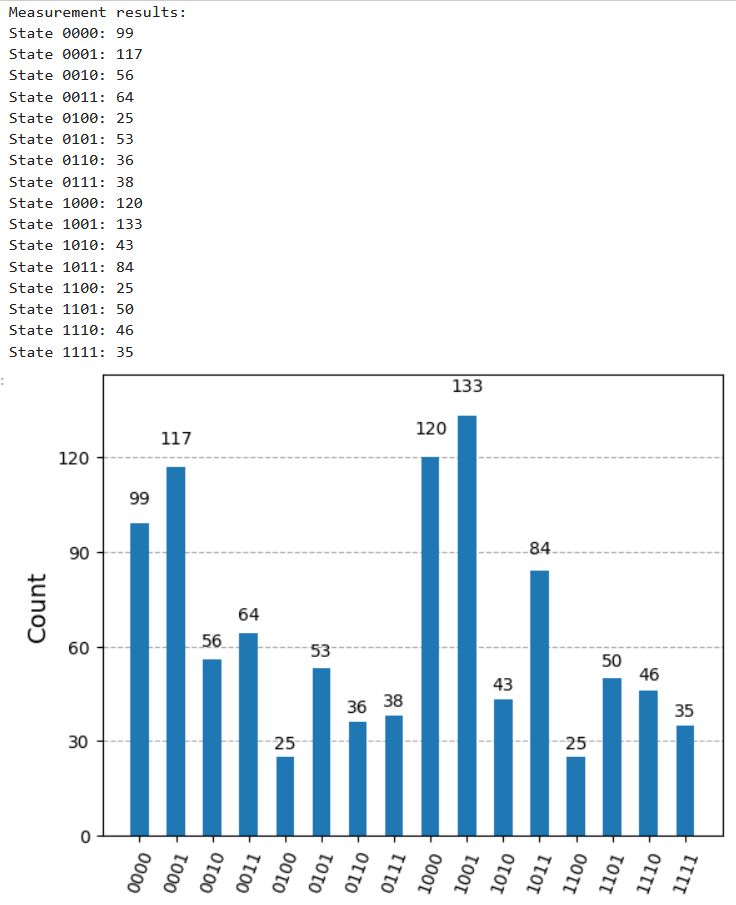 Measurement results:
State 0000: 99
State 0001: 117
State 0010: 56
State 0011: 64
State 0100: 25
State 0101: 53
State 0110: 36
State 0111: 38
State 1000: 120
State 1001: 133
State 1010: 43
State 1011: 84
State 1100: 25
State 1101: 50
State 1110: 46
State 1111: 35
:
133
120
117
120
99
90
84
64
60
56
53
50
46
43
38
36
35
30
25
25
0
Count
0000 0001 0010 0011 0100 0101 0110 0111 1000 1001 1010 1011 1100 1101 1110 1111